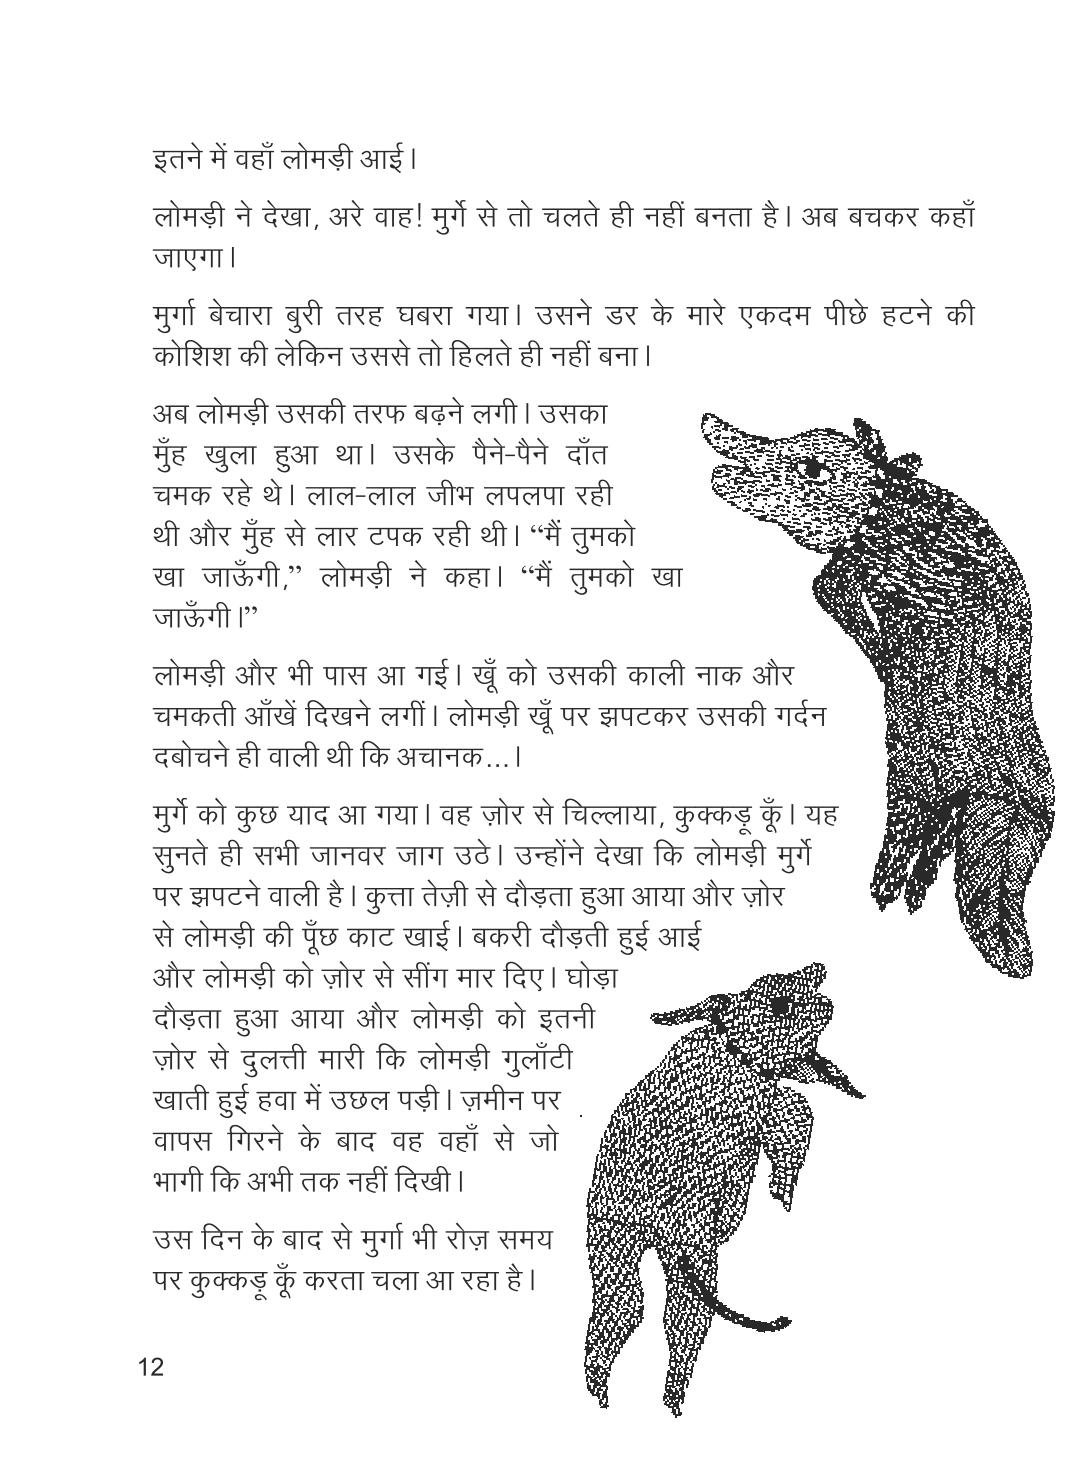 इतने में वहाँ लोमड़ी आई।
लोमड़ी ने देखा, अरे वाह! मुर्गे से तो चलते ही नहीं बनता है। अब बचकर कहाँ
जाएगा।
मुर्गा बेचारा बुरी तरह घबरा गया। उसने डर के मारे एकदम पीछे हटने की
कोशिश की लेकिन उससे तो हिलते ही नहीं बना।
अब लोमड़ी उसकी तरफ बढ़ने लगी। उसका
मुँह खुला हुआ था। उसके पैने-पैने दाँत
चमक रहे थे। लाल-लाल जीभ लपलपा रही
थी और मुँह से लार टपक रही थी। “मैं तुमको
खा जाऊँगी,” लोमड़ी ने कहा। “मैं तुमको खा
जाऊँगी।”
लोमड़ी और भी पास आ गई। खूँ को उसकी काली नाक और
चमकती आँखें दिखने लगीं। लोमड़ी खूँ पर झपटकर उसकी गर्दन
दबोचने ही वाली थी कि अचानक...।
मुर्गे को कुछ याद आ गया। वह ज़ोर से चिल्लाया, कुक्कड़ू कूँ। यह
सुनते ही सभी जानवर जाग उठे। उन्होंने देखा कि लोमड़ी मुर्गे
पर झपटने वाली है। कुत्ता तेज़ी से दौड़ता हुआ आया और ज़ोर
से लोमड़ी की पूँछ काट खाई। बकरी दौड़ती हुई आई
और लोमड़ी को ज़ोर से सींग मार दिए। घोड़ा
दौड़ता हुआ आया और लोमड़ी को इतनी
ज़ोर से दुलत्ती मारी कि लोमड़ी गुलाँटी
खाती हुई हवा में उछल पड़ी। ज़मीन पर
वापस गिरने के बाद वह वहाँ से जो
भागी कि अभी तक नहीं दिखी।
उस दिन के बाद से मुर्गा भी रोज़ समय
पर कुक्कड़ू कूँ करता चला आ रहा है।
12